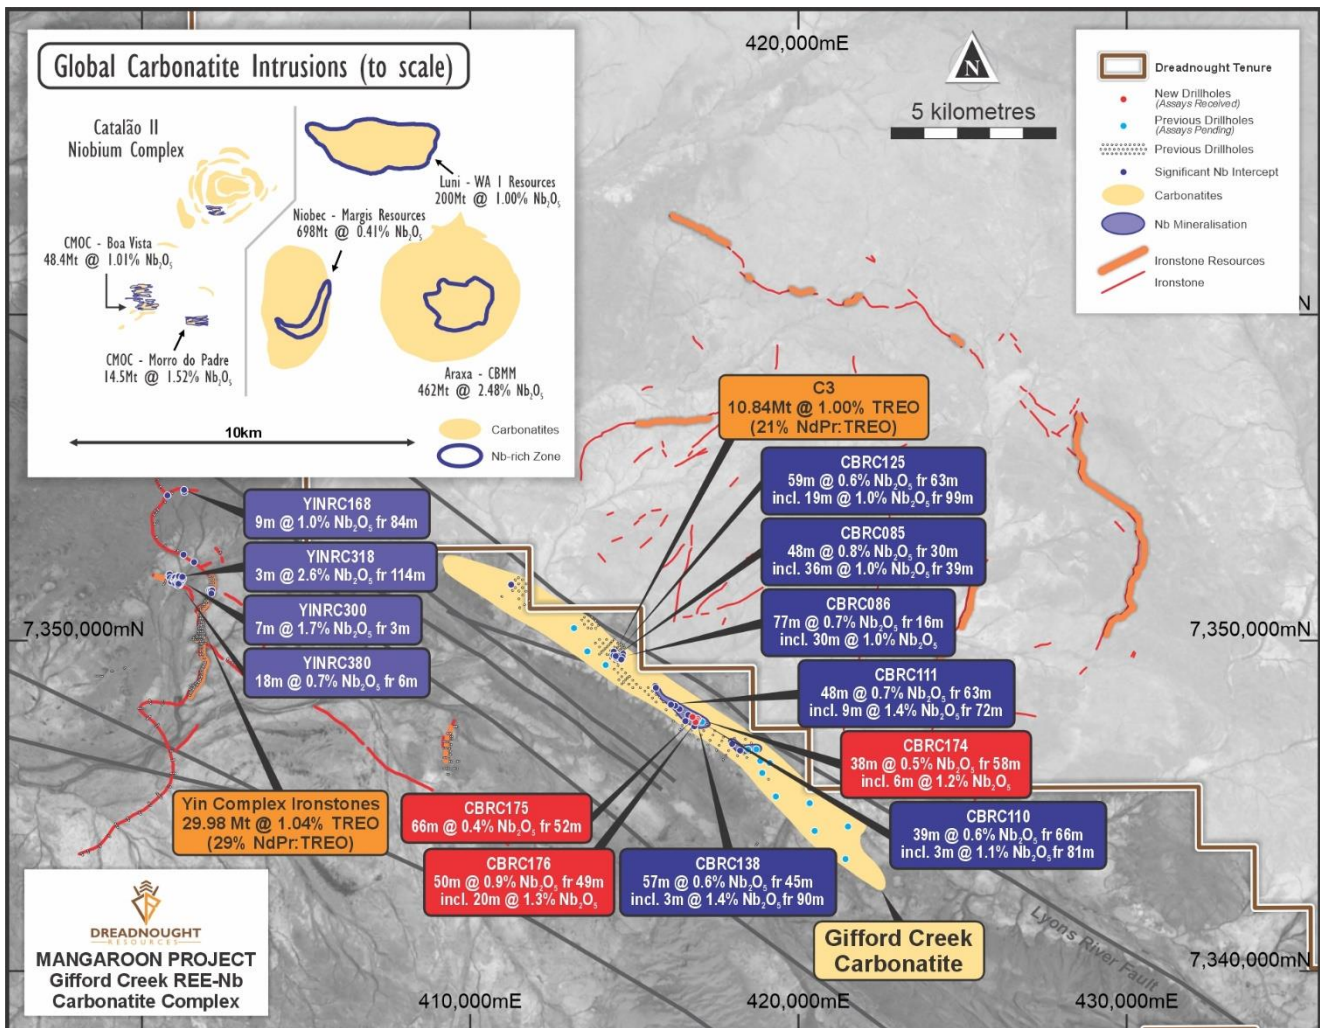 Global Carbonatite Intrusions (to scale)
Catalão II
Niobium Complex
Luni - WA 1 Resources
200Mt @ 1.00% Nb₂O₅
Niobec - Margis Resources
698Mt @ 0.41% Nb₂O₅
CMOC - Boa Vista
48.4Mt @ 1.01% Nb₂O₅
CMOC - Morro do Padre
14.5Mt @ 1.52% Nb₂O₅
Araxa - CBMM
462Mt @ 2.48% Nb₂O₅
10km
Carbonatites
Nb-rich Zone
420,000mE
N
5 kilometres
Dreadnought Tenure
New Drillholes
(Assays Received)
Previous Drillholes
(Assays Pending)
Previous Drillholes
Significant Nb Intercept
Carbonatites
Nb Mineralisation
Ironstone Resources
Ironstone
N
C3
10.84Mt @ 1.00% TREO
(21% NdPr:TREO)
CBRC125
59m @ 0.6% Nb₂O₅ fr 63m
incl. 19m @ 1.0% Nb₂O₅ fr 99m
CBRC085
48m @ 0.8% Nb₂O₅ fr 30m
incl. 36m @ 1.0% Nb₂O₅ fr 39m
CBRC086
77m @ 0.7% Nb₂O₅ fr 16m
incl. 30m @ 1.0% Nb₂O₅
CBRC111
48m @ 0.7% Nb₂O₅ fr 63m
incl. 9m @ 1.4% Nb₂O₅ fr 72m
CBRC174
38m @ 0.5% Nb₂O₅ fr 58m
incl. 6m @ 1.2% Nb₂O₅
CBRC110
39m @ 0.6% Nb₂O₅ fr 66m
incl. 3m @ 1.1% Nb₂O₅ fr 81m
YINRC168
9m @ 1.0% Nb₂O₅ fr 84m
YINRC318
3m @ 2.6% Nb₂O₅ fr 114m
YINRC300
7m @ 1.7% Nb₂O₅ fr 3m
YINRC380
18m @ 0.7% Nb₂O₅ fr 6m
7,350,000mN
7,350,000mN
Yin Complex Ironstones
29.98 Mt @ 1.04% TREO
(29% NdPr:TREO)
CBRC175
66m @ 0.4% Nb₂O₅ fr 52m
CBRC176
50m @ 0.9% Nb₂O₅ fr 49m
incl. 20m @ 1.3% Nb₂O₅
CBRC138
57m @ 0.6% Nb₂O₅ fr 45m
incl. 3m @ 1.4% Nb₂O₅ fr 90m
Gifford Creek
Carbonatite
Lyons River Fault
7,340,000mN
DREADNOUGHT
RESOURCES
MANGAROON PROJECT
Gifford Creek REE-Nb
Carbonatite Complex
410,000mE
420,000mE
430,000mE